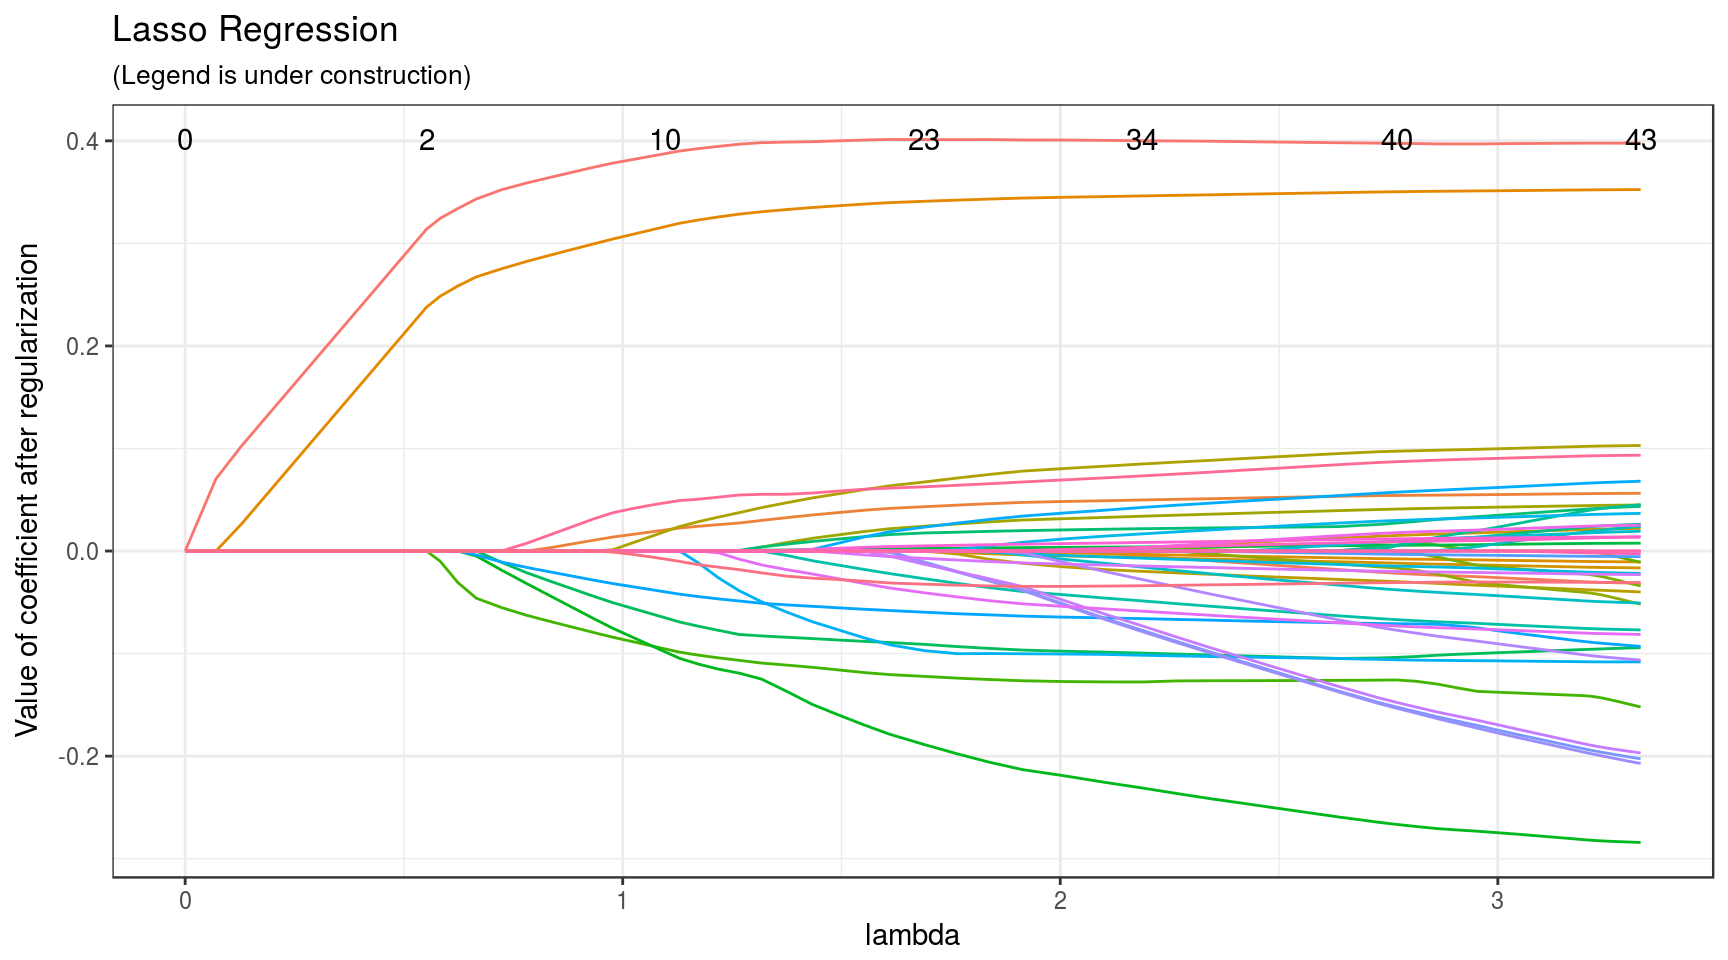 Lasso Regression
(Legend is under construction)
0 2 10 23 34 40 43
0.4
0.2
0.0
-0.2
Value of coefficient after regularization
0 1 2 3
lambda